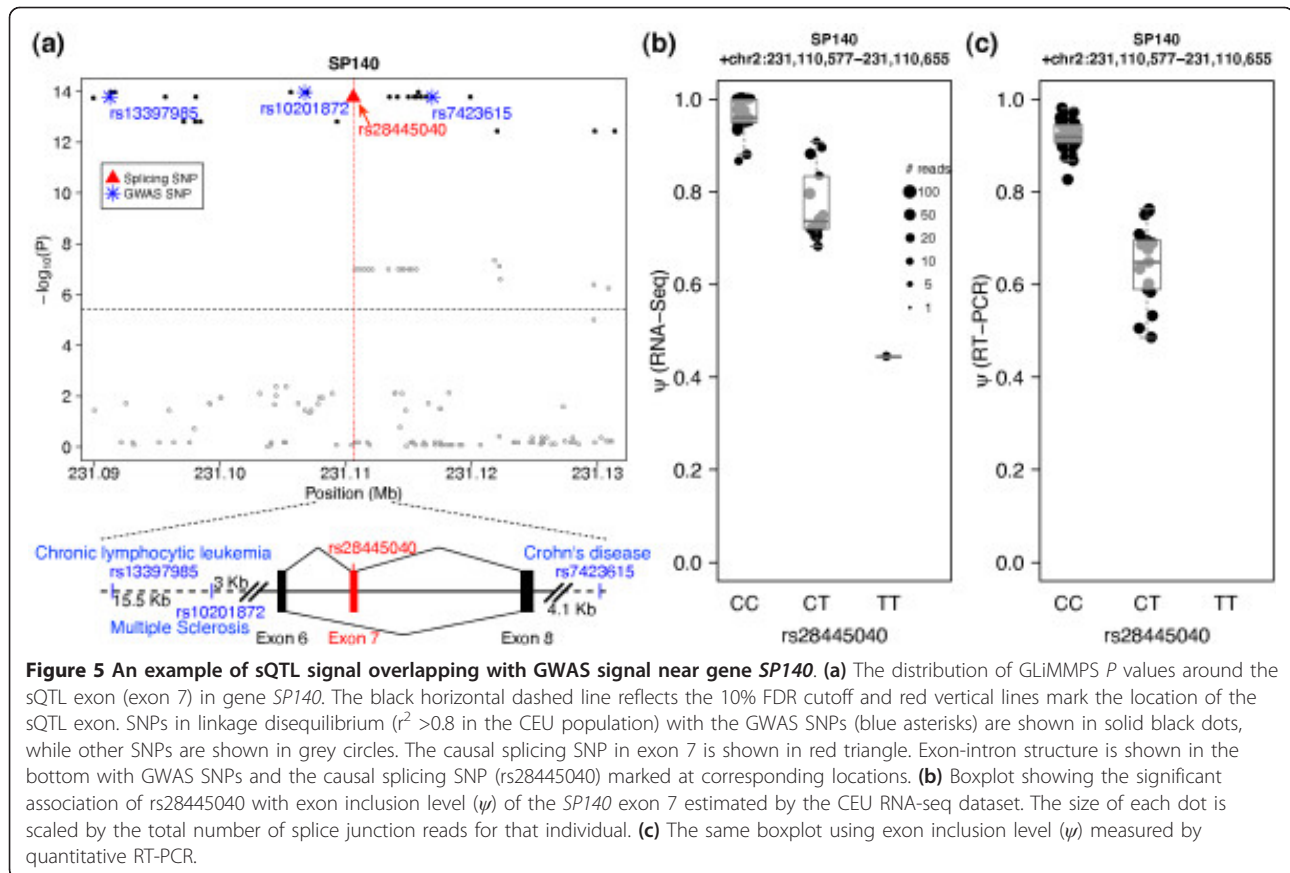 (a)
SP140
14
12
10
8
6
4
2
0
−log10(P)
rs13397985
rs10201872
rs28445040
rs7423615
Splicing SNP
GWAS SNP
231.09
231.10
231.11
231.12
231.13
Position (Mb)
Chronic lymphocytic leukemia
rs13397985
15.5 Kb
3 Kb
rs10201872
Multiple Sclerosis
rs28445040
Exon 6
Exon 7
Exon 8
Crohn's disease
rs7423615
4.1 Kb
(b)
SP140
+chr2:231,110,577−231,110,655
ψ (RNA−Seq)
1.0
0.8
0.6
0.4
0.2
0.0
# reads
100
50
20
10
5
1
CC
CT
TT
rs28445040
(c)
SP140
+chr2:231,110,577−231,110,655
ψ (RT−PCR)
1.0
0.8
0.6
0.4
0.2
0.0
CC
CT
TT
rs28445040
Figure 5 An example of sQTL signal overlapping with GWAS signal near gene SP140. (a) The distribution of GLiMMPS P values around the
sQTL exon (exon 7) in gene SP140. The black horizontal dashed line reflects the 10% FDR cutoff and red vertical lines mark the location of the
sQTL exon. SNPs in linkage disequilibrium (r2 >0.8 in the CEU population) with the GWAS SNPs (blue asterisks) are shown in solid black dots,
while other SNPs are shown in grey circles. The causal splicing SNP in exon 7 is shown in red triangle. Exon-intron structure is shown in the
bottom with GWAS SNPs and the causal splicing SNP (rs28445040) marked at corresponding locations. (b) Boxplot showing the significant
association of rs28445040 with exon inclusion level (ψ) of the SP140 exon 7 estimated by the CEU RNA-seq dataset. The size of each dot is
scaled by the total number of splice junction reads for that individual. (c) The same boxplot using exon inclusion level (ψ) measured by
quantitative RT-PCR.